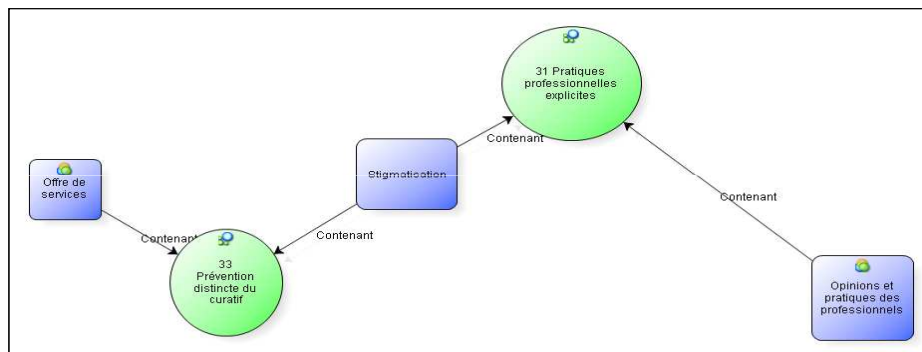 31 Pratiques
professionnelles
explicites
Contenant
Stigmatisation
Offre de
services
Contenant
Contenant
Contenant
33
Prévention
distincte du
curatif
Opinions et
pratiques des
professionnels